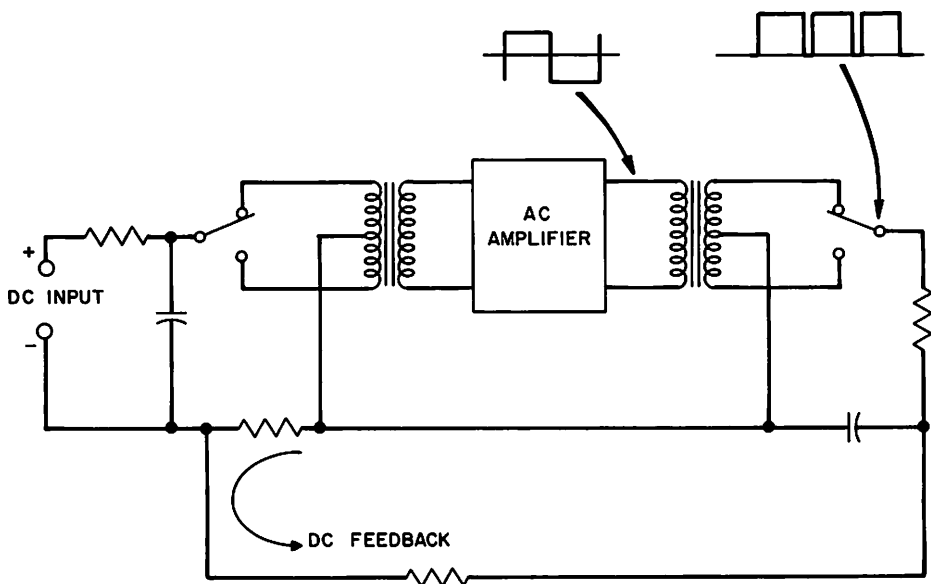 AC
AMPLIFIER
+
DC INPUT
−
DC FEEDBACK